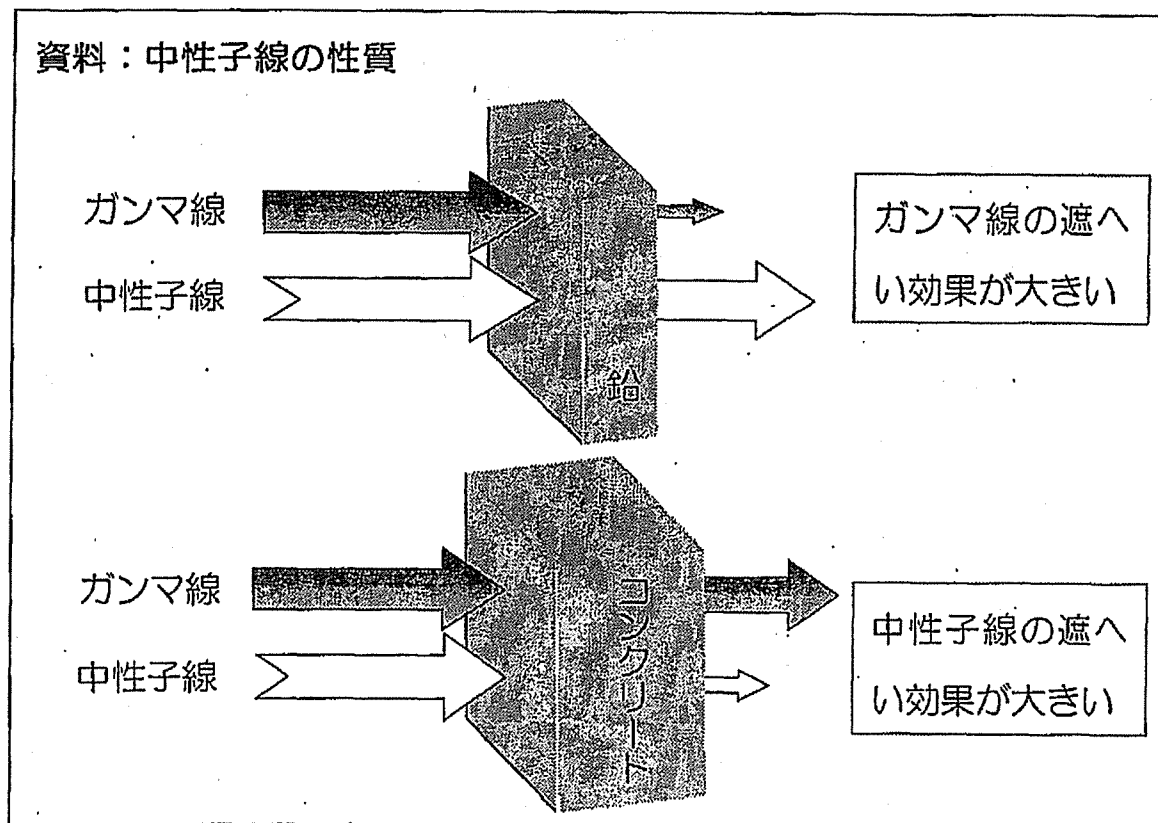 資料：中性子線の性質
ガンマ線
中性子線
鉛
ガンマ線の遮へ
い効果が大きい
ガンマ線
中性子線
コンクリート
中性子線の遮へ
い効果が大きい